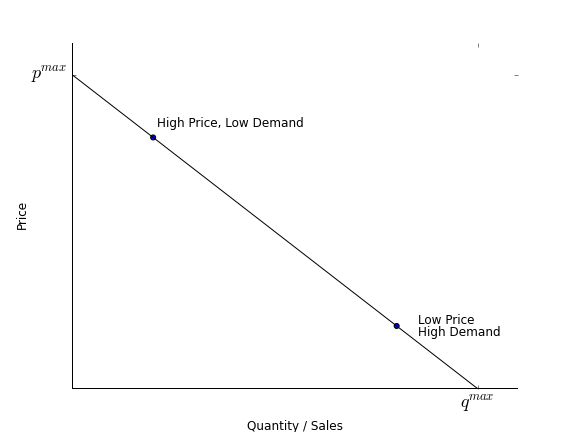 p^{max}
High Price, Low Demand
Price
Low Price
High Demand
q^{max}
Quantity / Sales